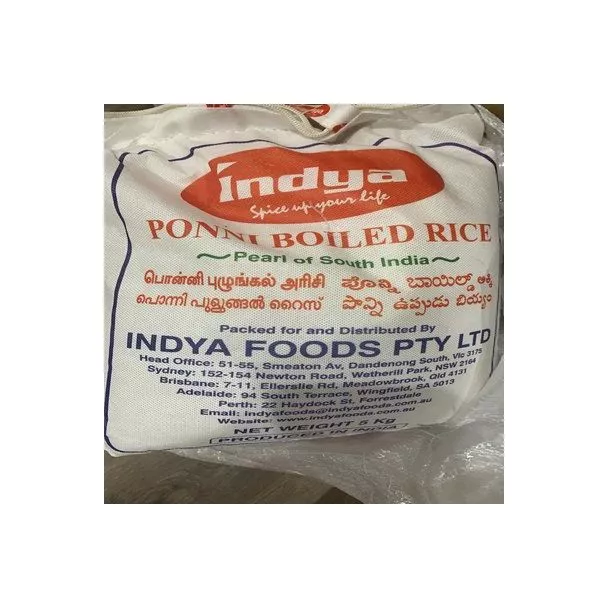 indya
Spice up your life
PONNI BOILED RICE
~Pearl of South India~
பொன்னி புழுங்கல் அரிசி ಪೊನ್ನಿ ಬಾಯಿಲ್ಡ್ ಅಕ್ಕಿ
പൊന്നി പുഴുങ്ങൽ റൈസ് పొన్ని ఉప్పుడు బియ్యం
Packed for and Distributed By
INDYA FOODS PTY LTD
Head Office: 51-55, Smeaton Av, Dandenong South, Vic 3175
Sydney: 152-154 Newton Road, Wetherill Park, NSW 2164
Brisbane: 7-11, Ellerslie Rd, Meadowbrook, Qld 4131
Adelaide: 94 South Terrace, Wingfield, SA 5013
Perth: 22 Haydock St, Forrestdale
Email: indyafoods@indyafoods.com.au
Website: www.indyafoods.com.au
NET WEIGHT 5 Kg
PRODUCED IN INDIA